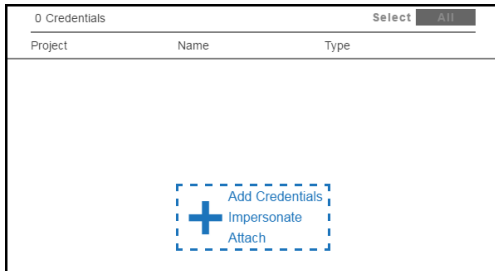 0 Credentials Select All
Project Name Type
Add Credentials
Impersonate
Attach